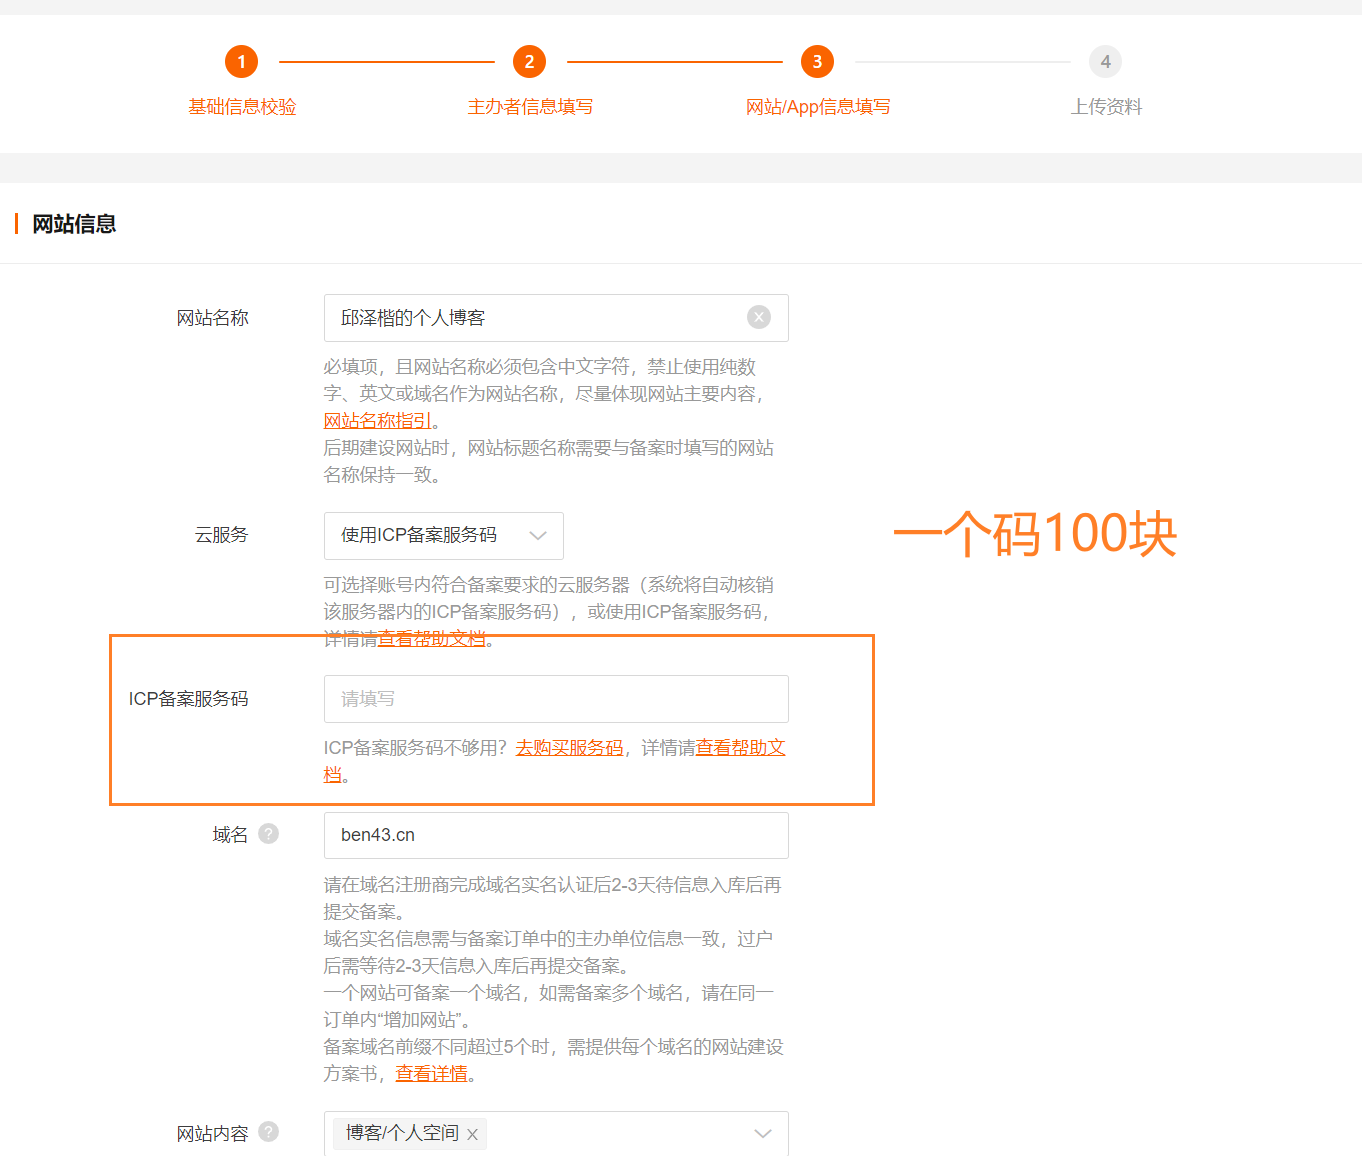 1
2
3
4
基础信息校验
主办者信息填写
网站/App信息填写
上传资料
网站信息
网站名称
邱泽楷的个人博客
必填项，且网站名称必须包含中文字符，禁止使用纯数
字、英文或域名作为网站名称，尽量体现网站主要内容，
网站名称指引。
后期建设网站时，网站标题名称需要与备案时填写的网站
名称保持一致。
云服务
使用ICP备案服务码
一个码100块
可选择账号内符合备案要求的云服务器（系统将自动核销
该服务器内的ICP备案服务码），或使用ICP备案服务码，
详情请查看帮助文档。
ICP备案服务码
请填写
ICP备案服务码不够用？去购买服务码，详情请查看帮助文
档。
域名 ?
ben43.cn
请在域名注册商完成域名实名认证后2-3天待信息入库后再
提交备案。
域名实名信息需与备案订单中的主办单位信息一致，过户
后需等待2-3天信息入库后再提交备案。
一个网站可备案一个域名，如需备案多个域名，请在同一
订单内“增加网站”。
备案域名前缀不同超过5个时，需提供每个域名的网站建设
方案书，查看详情。
网站内容 ?
博客/个人空间